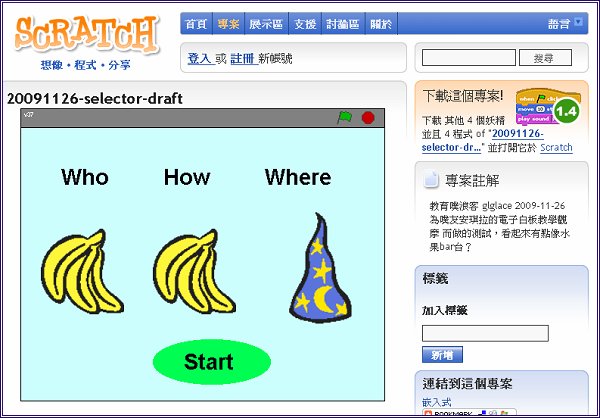 SCRATCH
想像・程式・分享
首頁 專案 展示區 支援 討論區 關於 語言
登入 或 註冊 新帳號
搜尋
20091126-selector-draft
Who How Where
Start
下載這個專案!
1.4
下載 其他 4 個妖精
並且 4 程式 of "20091126-
selector-dr..." 並打開它於 Scratch
專案註解
教育噗浪客 glglace 2009-11-26
為噗友安琪拉的電子白板教學觀
摩 而做的測試，看起來有點像水
果bar台？
標籤
加入標籤
新增
連結到這個專案
嵌入式
BOOKMARK